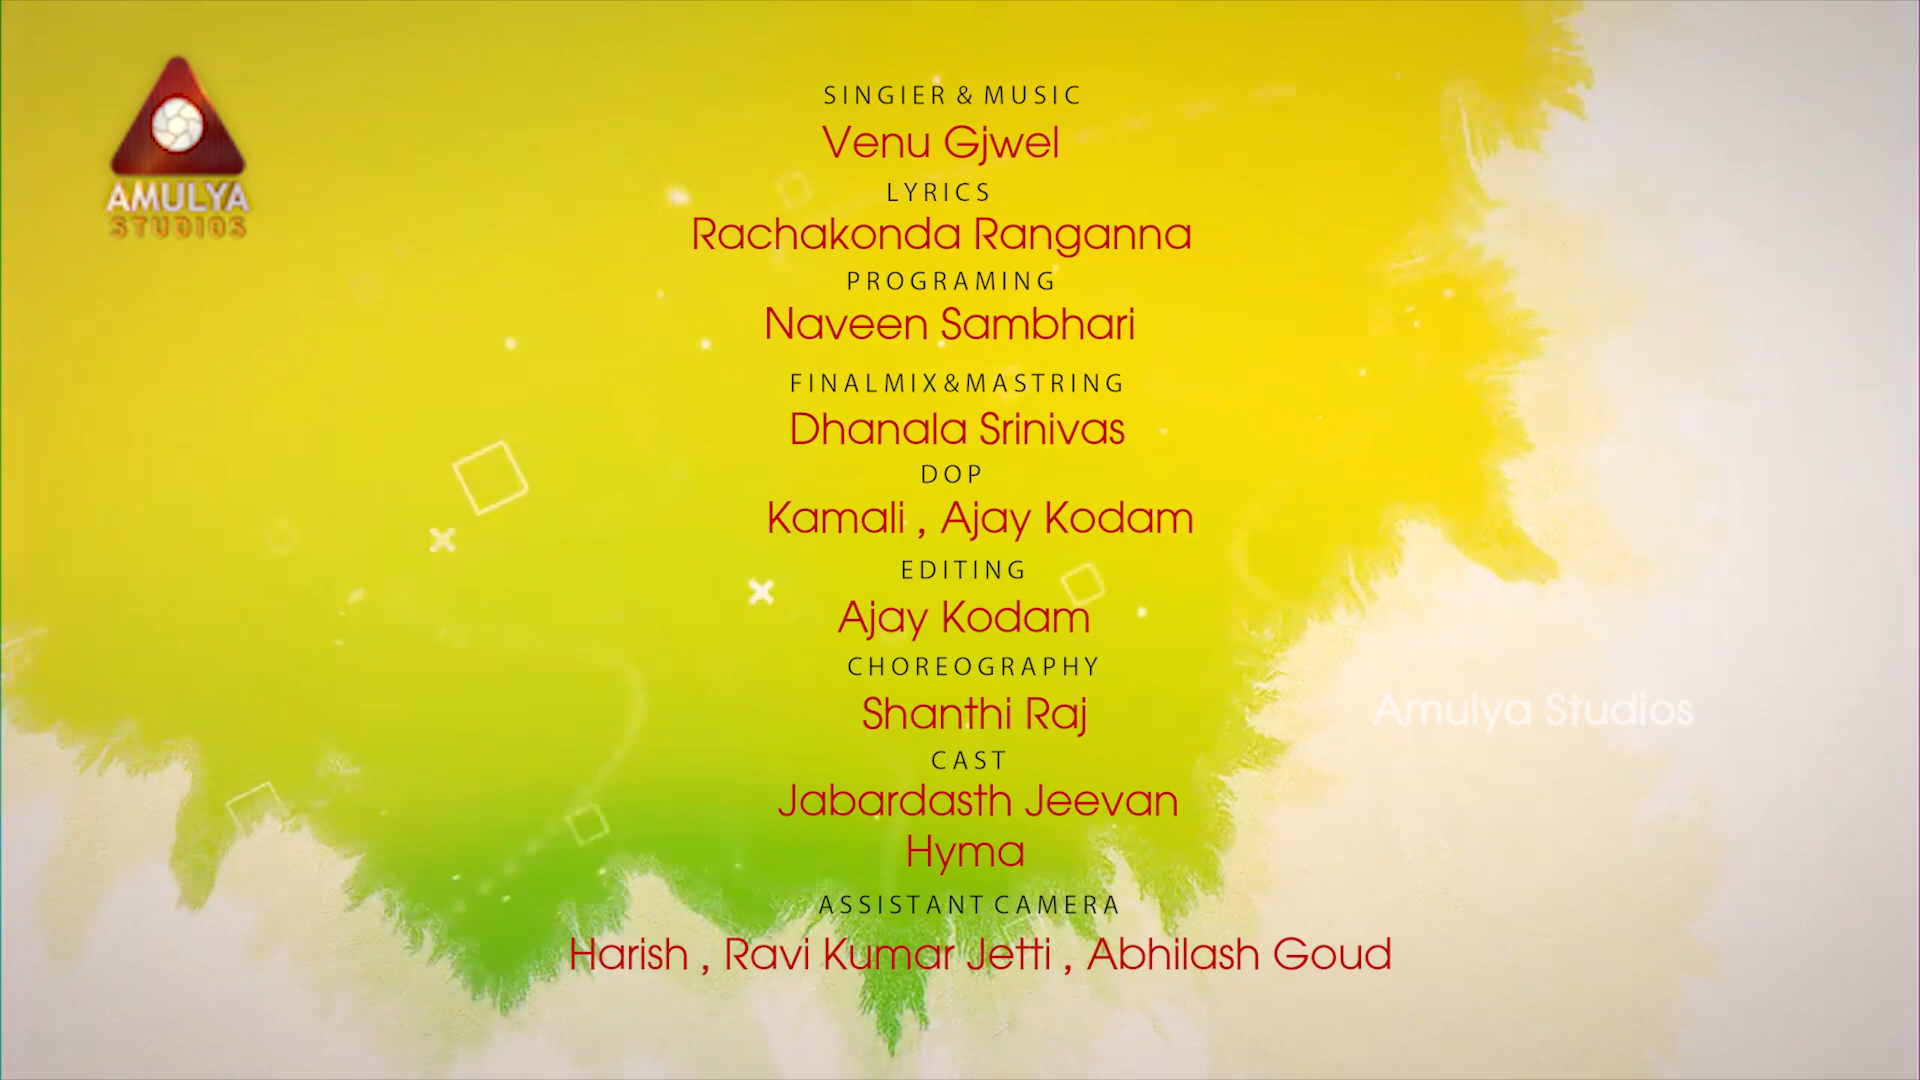 AMULYA
STUDIOS
SINGIER & MUSIC
Venu Gjwel
LYRICS
Rachakonda Ranganna
PROGRAMING
Naveen Sambhari
FINALMIX&MASTRING
Dhanala Srinivas
DOP
Kamali , Ajay Kodam
EDITING
Ajay Kodam
CHOREOGRAPHY
Shanthi Raj
Amulya Studios
CAST
Jabardasth Jeevan
Hyma
ASSISTANT CAMERA
Harish , Ravi Kumar Jetti , Abhilash Goud